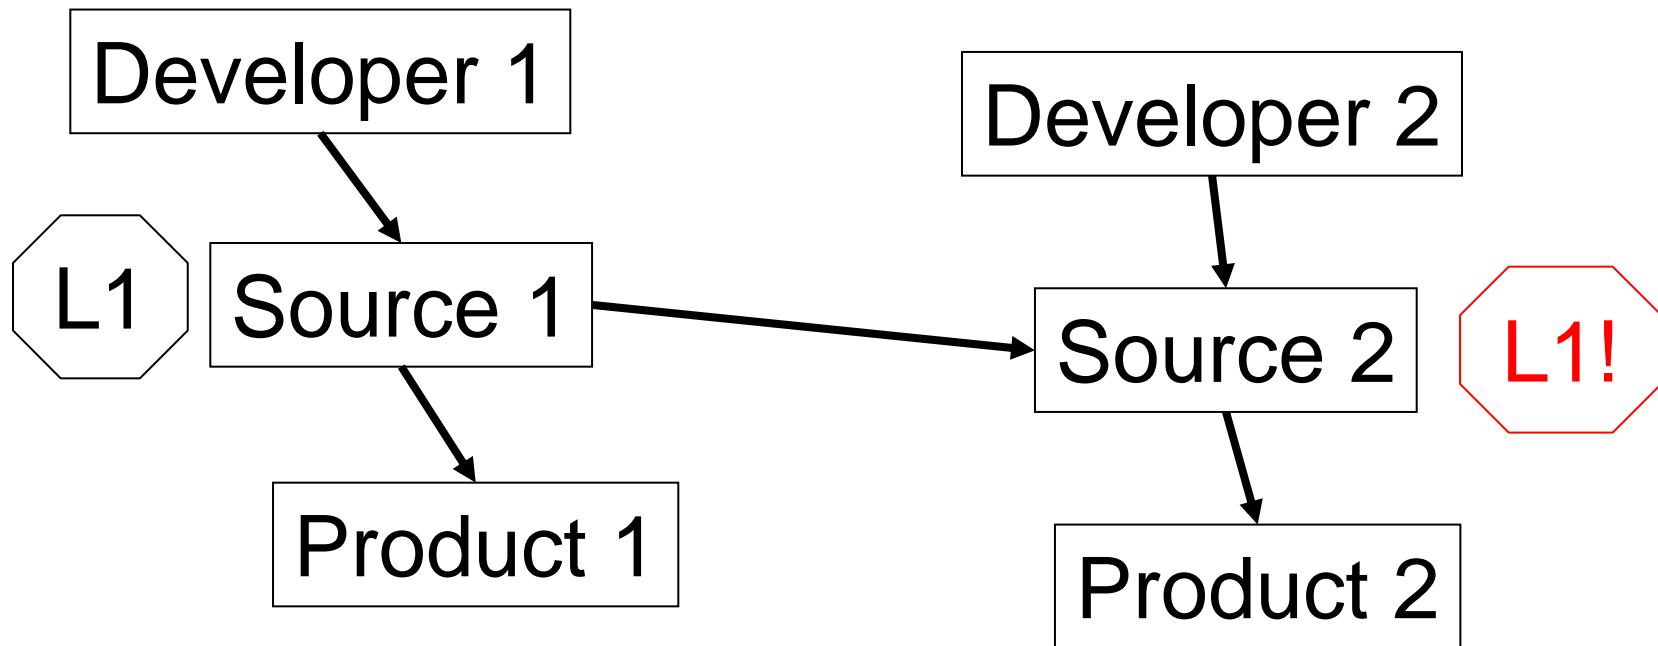 Developer 1
Developer 2
L1
Source 1
Source 2
L1!
Product 1
Product 2